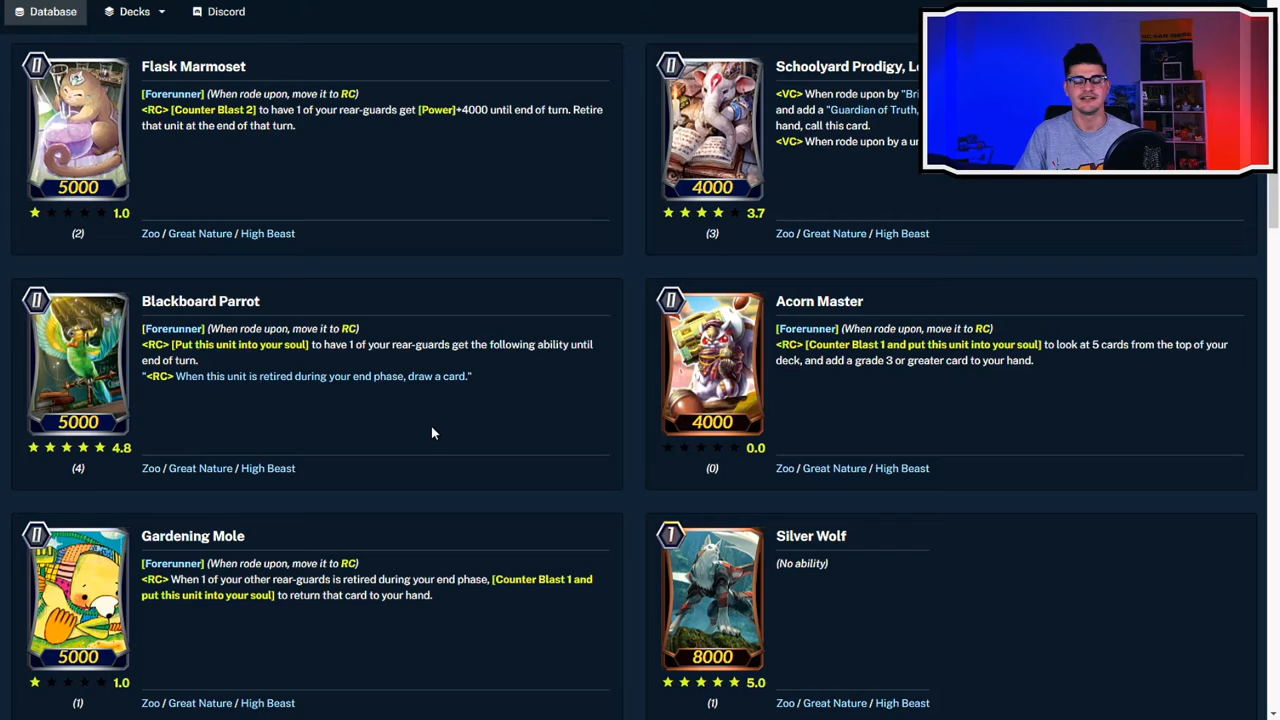 Database Decks Discord
0
Flask Marmoset
[Forerunner] (When rode upon, move it to RC)
<RC> [Counter Blast 2] to have 1 of your rear-guards get [Power]+4000 until end of turn. Retire
that unit at the end of that turn.
5000
1.0
(2)
Zoo / Great Nature / High Beast
0
Schoolyard Prodigy,
<VC> When rode upon by
and add a "Guardian of Truth,
hand, call this card.
<VC> When rode upon by a
4000
3.7
(3)
Zoo / Great Nature / High Beast
0
Blackboard Parrot
[Forerunner] (When rode upon, move it to RC)
<RC> [Put this unit into your soul] to have 1 of your rear-guards get the following ability until
end of turn.
"<RC> When this unit is retired during your end phase, draw a card."
5000
4.8
(4)
Zoo / Great Nature / High Beast
0
Acorn Master
[Forerunner] (When rode upon, move it to RC)
<RC> [Counter Blast 1 and put this unit into your soul] to look at 5 cards from the top of your
deck, and add a grade 3 or greater card to your hand.
4000
0.0
(0)
Zoo / Great Nature / High Beast
0
Gardening Mole
[Forerunner] (When rode upon, move it to RC)
<RC> When 1 of your other rear-guards is retired during your end phase, [Counter Blast 1 and
put this unit into your soul] to return that card to your hand.
5000
1.0
(1)
Zoo / Great Nature / High Beast
1
Silver Wolf
(No ability)
8000
5.0
(1)
Zoo / Great Nature / High Beast